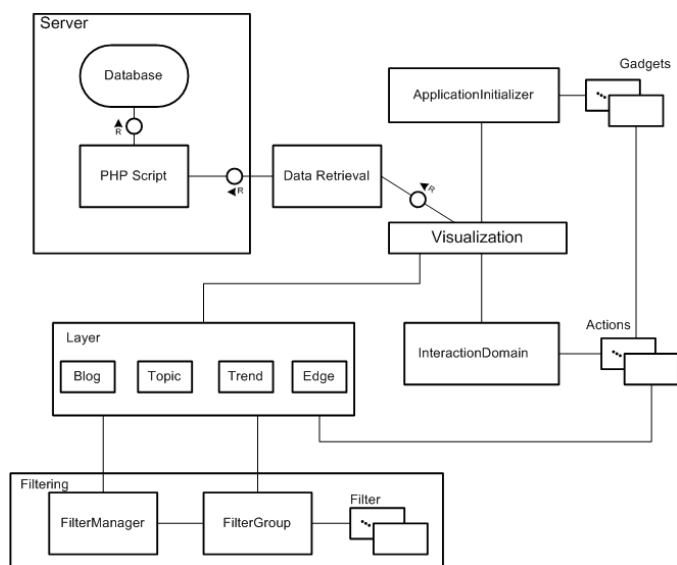 Server
Gadgets
Database
ApplicationInitializer
R
PHP Script
Data Retrieval
R
R
Visualization
Layer
Actions
InteractionDomain
Blog
Topic
Trend
Edge
Filtering
Filter
FilterManager
FilterGroup